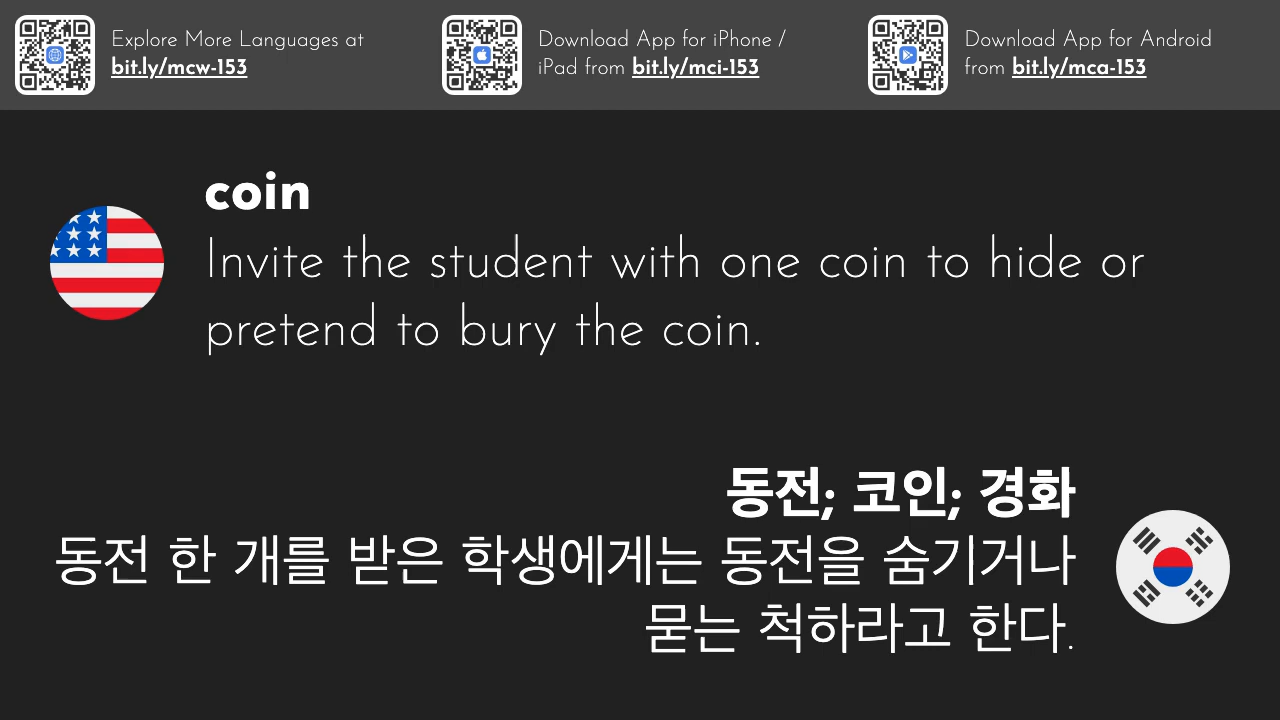 Explore More Languages at
bit.ly/mcw-153
Download App for iPhone /
iPad from bit.ly/mci-153
Download App for Android
from bit.ly/mca-153
coin
Invite the student with one coin to hide or
pretend to bury the coin.
동전; 코인; 경화
동전 한 개를 받은 학생에게는 동전을 숨기거나
묻는 척하라고 한다.